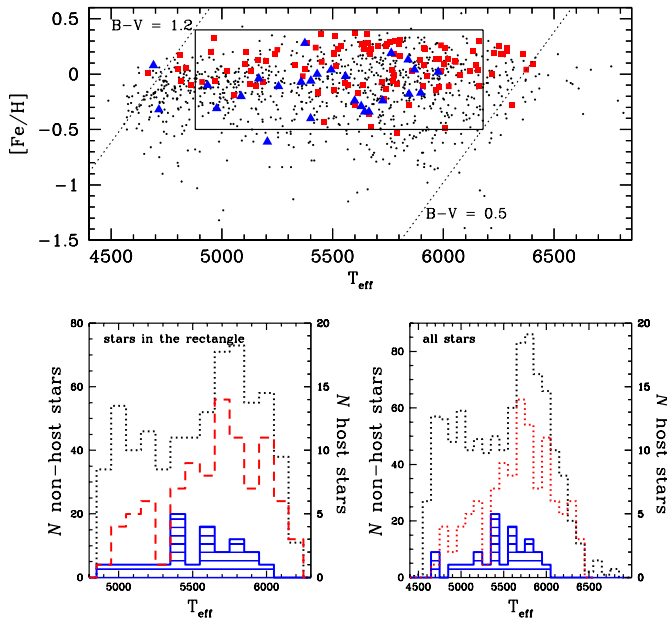 B-V = 1.2
0.5
0
-0.5
-1
-1.5
[Fe/H]
B-V = 0.5
4500 5000 5500 6000 6500
T_eff
80
60
40
20
0
N non-host stars
stars in the rectangle
20
15
10
5
0
N host stars
5000 5500 6000
T_eff
80
60
40
20
0
N non-host stars
all stars
20
15
10
5
0
N host stars
4500 5000 5500 6000 6500
T_eff